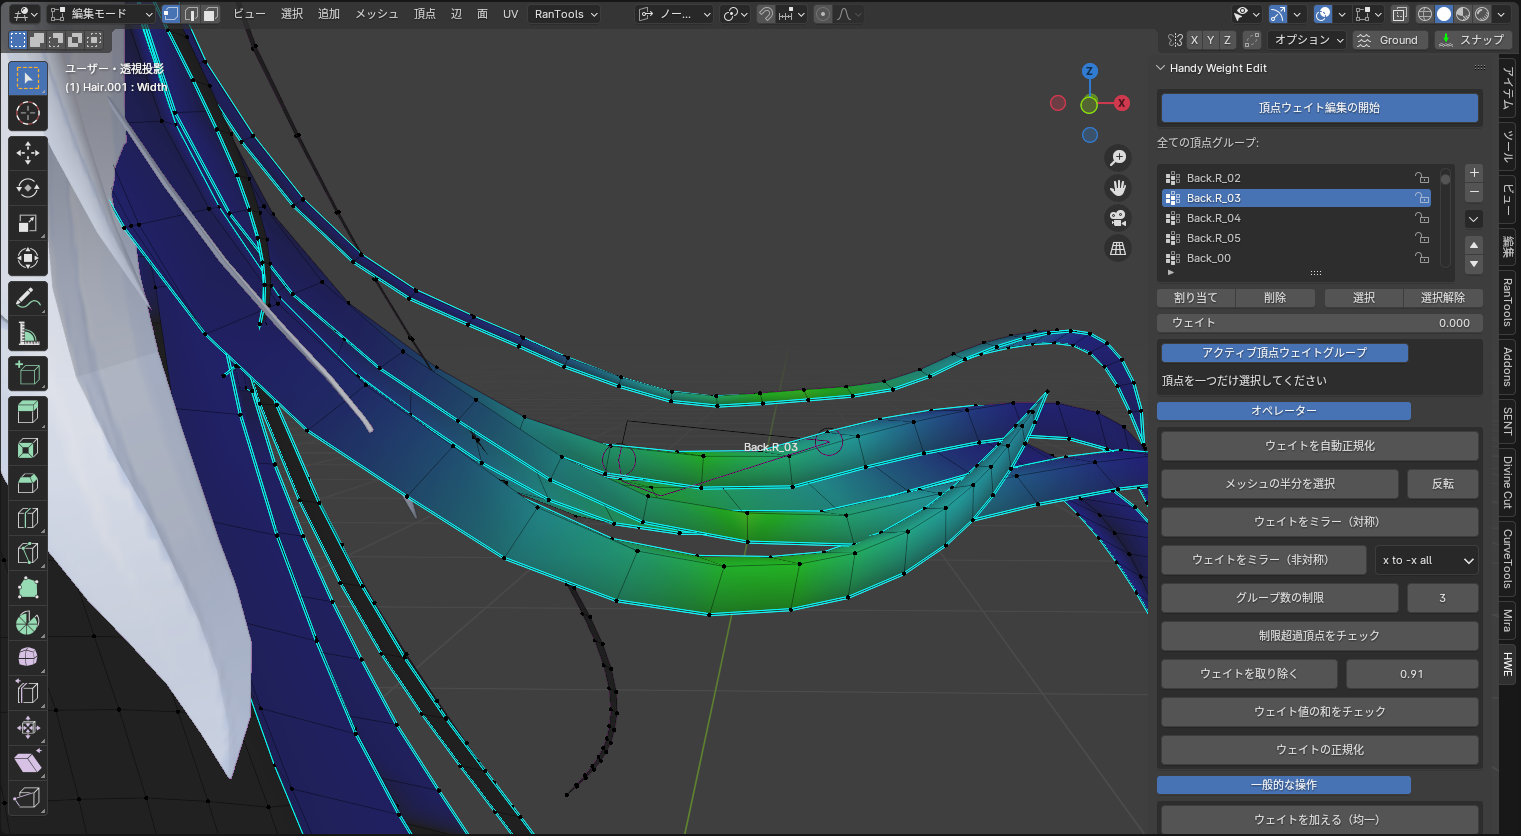 編集モード
ビュー 選択 追加 メッシュ 頂点 辺 面 UV RanTools
ノー...
X Y Z オプション Ground スナップ
ユーザー・透視投影
(1) Hair.001 : Width
Z
X
Back.R_03
Handy Weight Edit
頂点ウェイト編集の開始
全ての頂点グループ:
Back.R_02
Back.R_03
Back.R_04
Back.R_05
Back_00
割り当て 削除 選択 選択解除
ウェイト 0.000
アクティブ頂点ウェイトグループ
頂点を一つだけ選択してください
オペレーター
ウェイトを自動正規化
メッシュの半分を選択 反転
ウェイトをミラー（対称）
ウェイトをミラー（非対称） x to -x all
グループ数の制限 3
制限超過頂点をチェック
ウェイトを取り除く 0.91
ウェイト値の和をチェック
ウェイトの正規化
一般的な操作
ウェイトを加える（均一）
アイテム
ツール
ビュー
編集
RanTools
Addons
SENT
Divine Cut
CurveTools
Mira
HWE